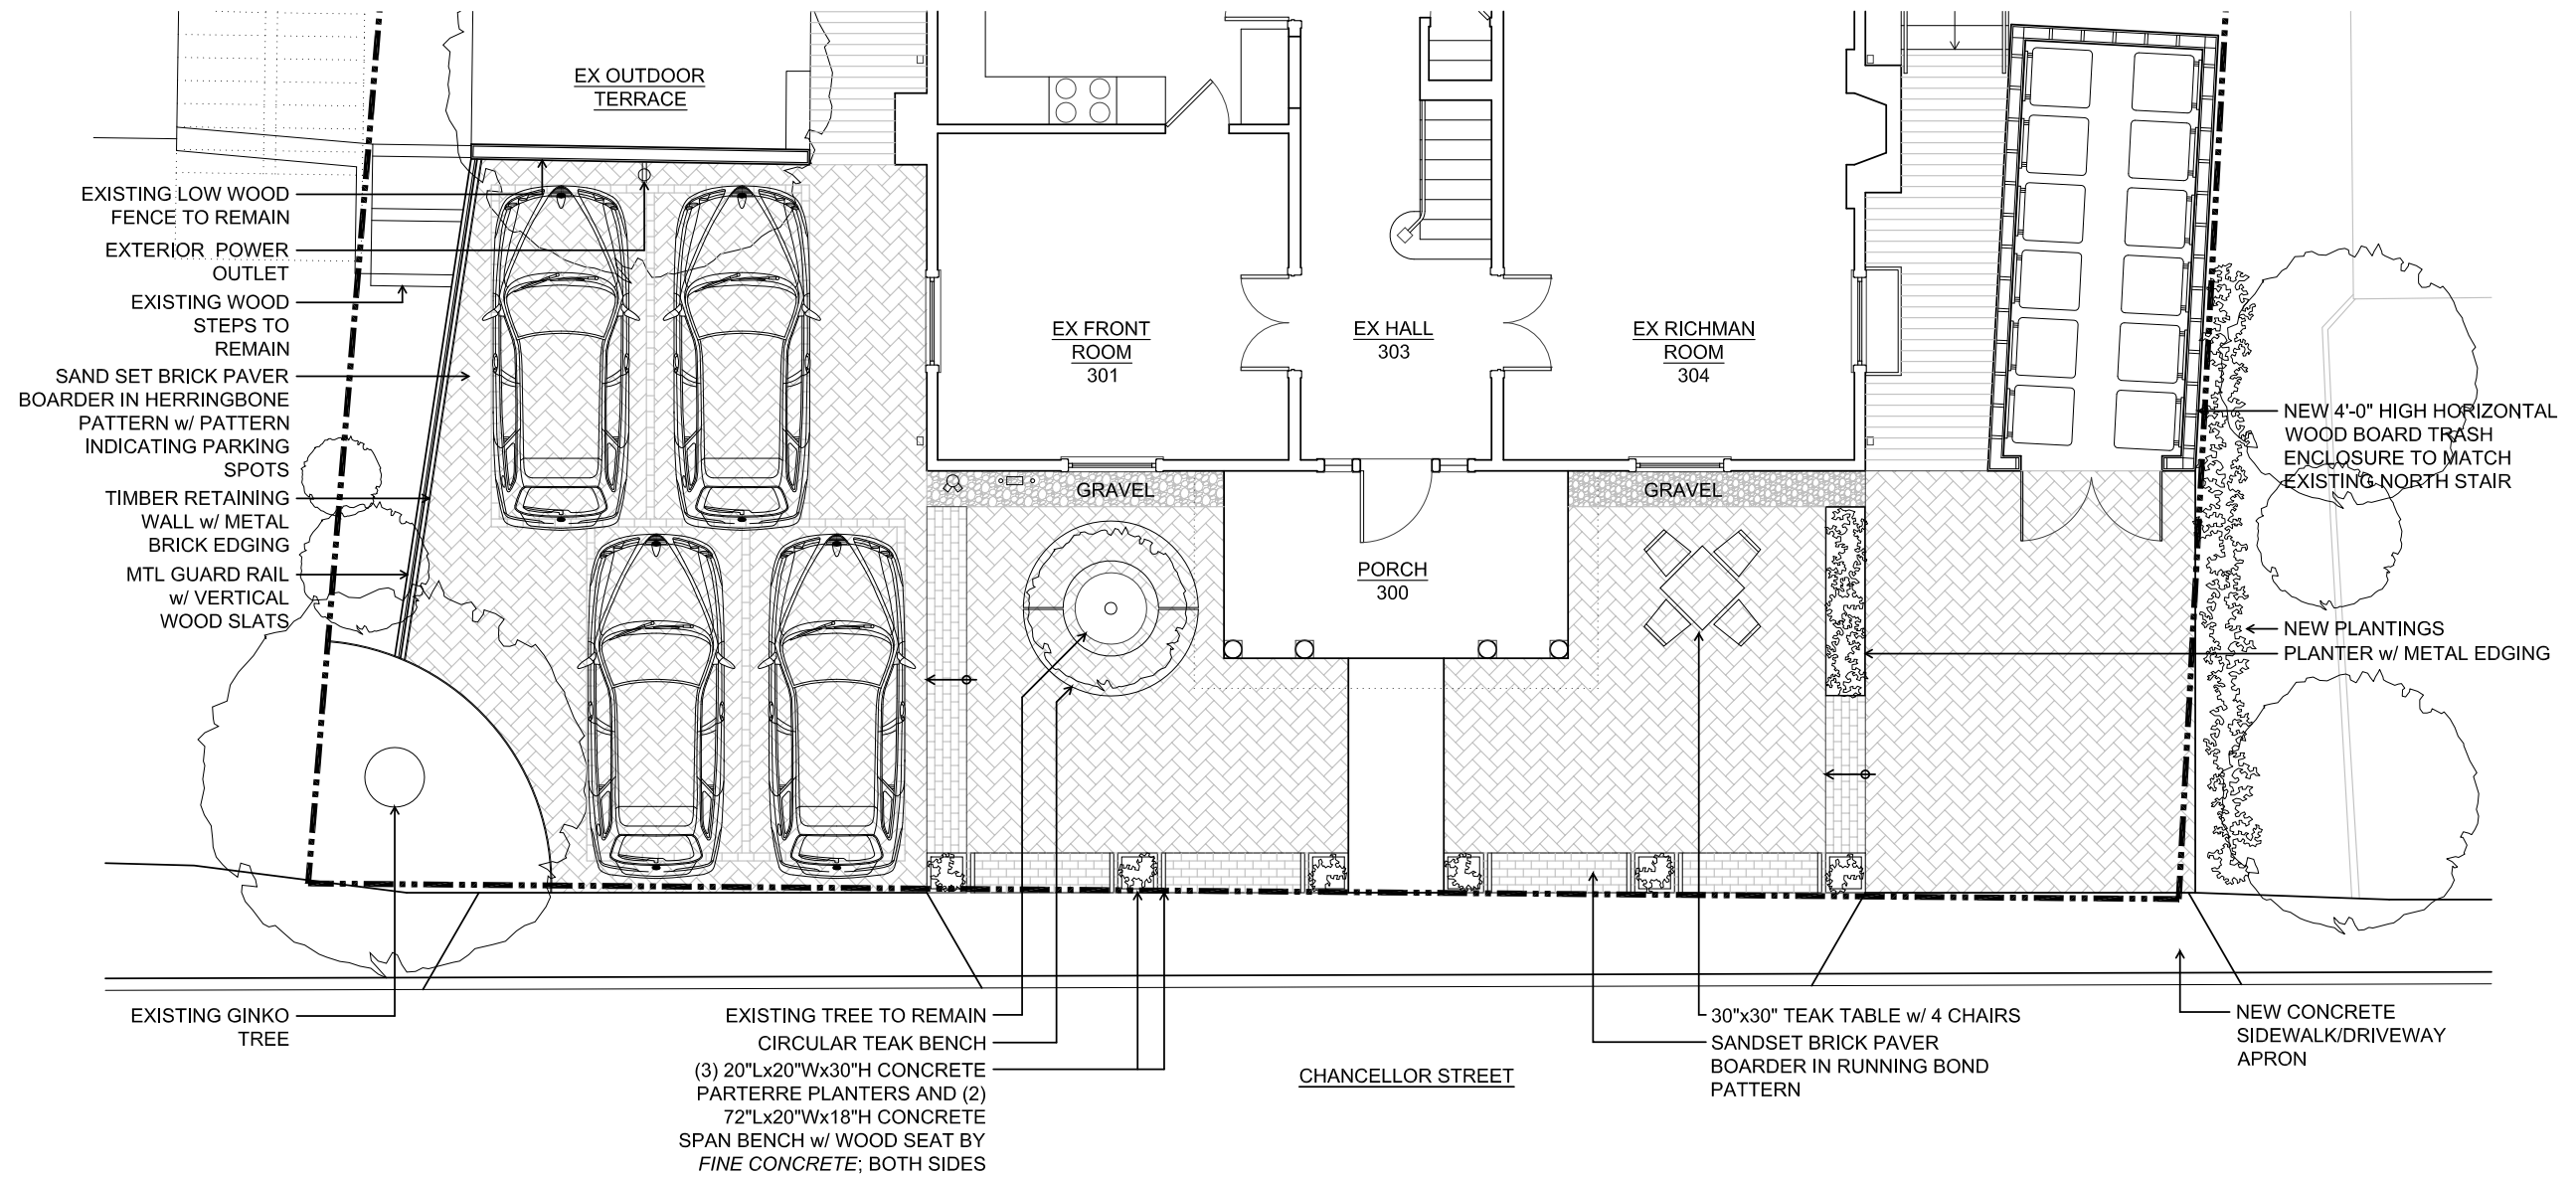 EX OUTDOOR
TERRACE
EXISTING LOW WOOD
FENCE TO REMAIN
EXTERIOR POWER
OUTLET
EXISTING WOOD
STEPS TO
REMAIN
SAND SET BRICK PAVER
BOARDER IN HERRINGBONE
PATTERN w/ PATTERN
INDICATING PARKING
SPOTS
TIMBER RETAINING
WALL w/ METAL
BRICK EDGING
MTL GUARD RAIL
w/ VERTICAL
WOOD SLATS
EX FRONT
ROOM
301
EX HALL
303
EX RICHMAN
ROOM
304
GRAVEL
GRAVEL
PORCH
300
NEW 4'-0" HIGH HORIZONTAL
WOOD BOARD TRASH
ENCLOSURE TO MATCH
EXISTING NORTH STAIR
NEW PLANTINGS
PLANTER w/ METAL EDGING
EXISTING GINKO
TREE
EXISTING TREE TO REMAIN
CIRCULAR TEAK BENCH
(3) 20"Lx20"Wx30"H CONCRETE
PARTERRE PLANTERS AND (2)
72"Lx20"Wx18"H CONCRETE
SPAN BENCH w/ WOOD SEAT BY
FINE CONCRETE; BOTH SIDES
CHANCELLOR STREET
30"x30" TEAK TABLE w/ 4 CHAIRS
SANDSET BRICK PAVER
BOARDER IN RUNNING BOND
PATTERN
NEW CONCRETE
SIDEWALK/DRIVEWAY
APRON